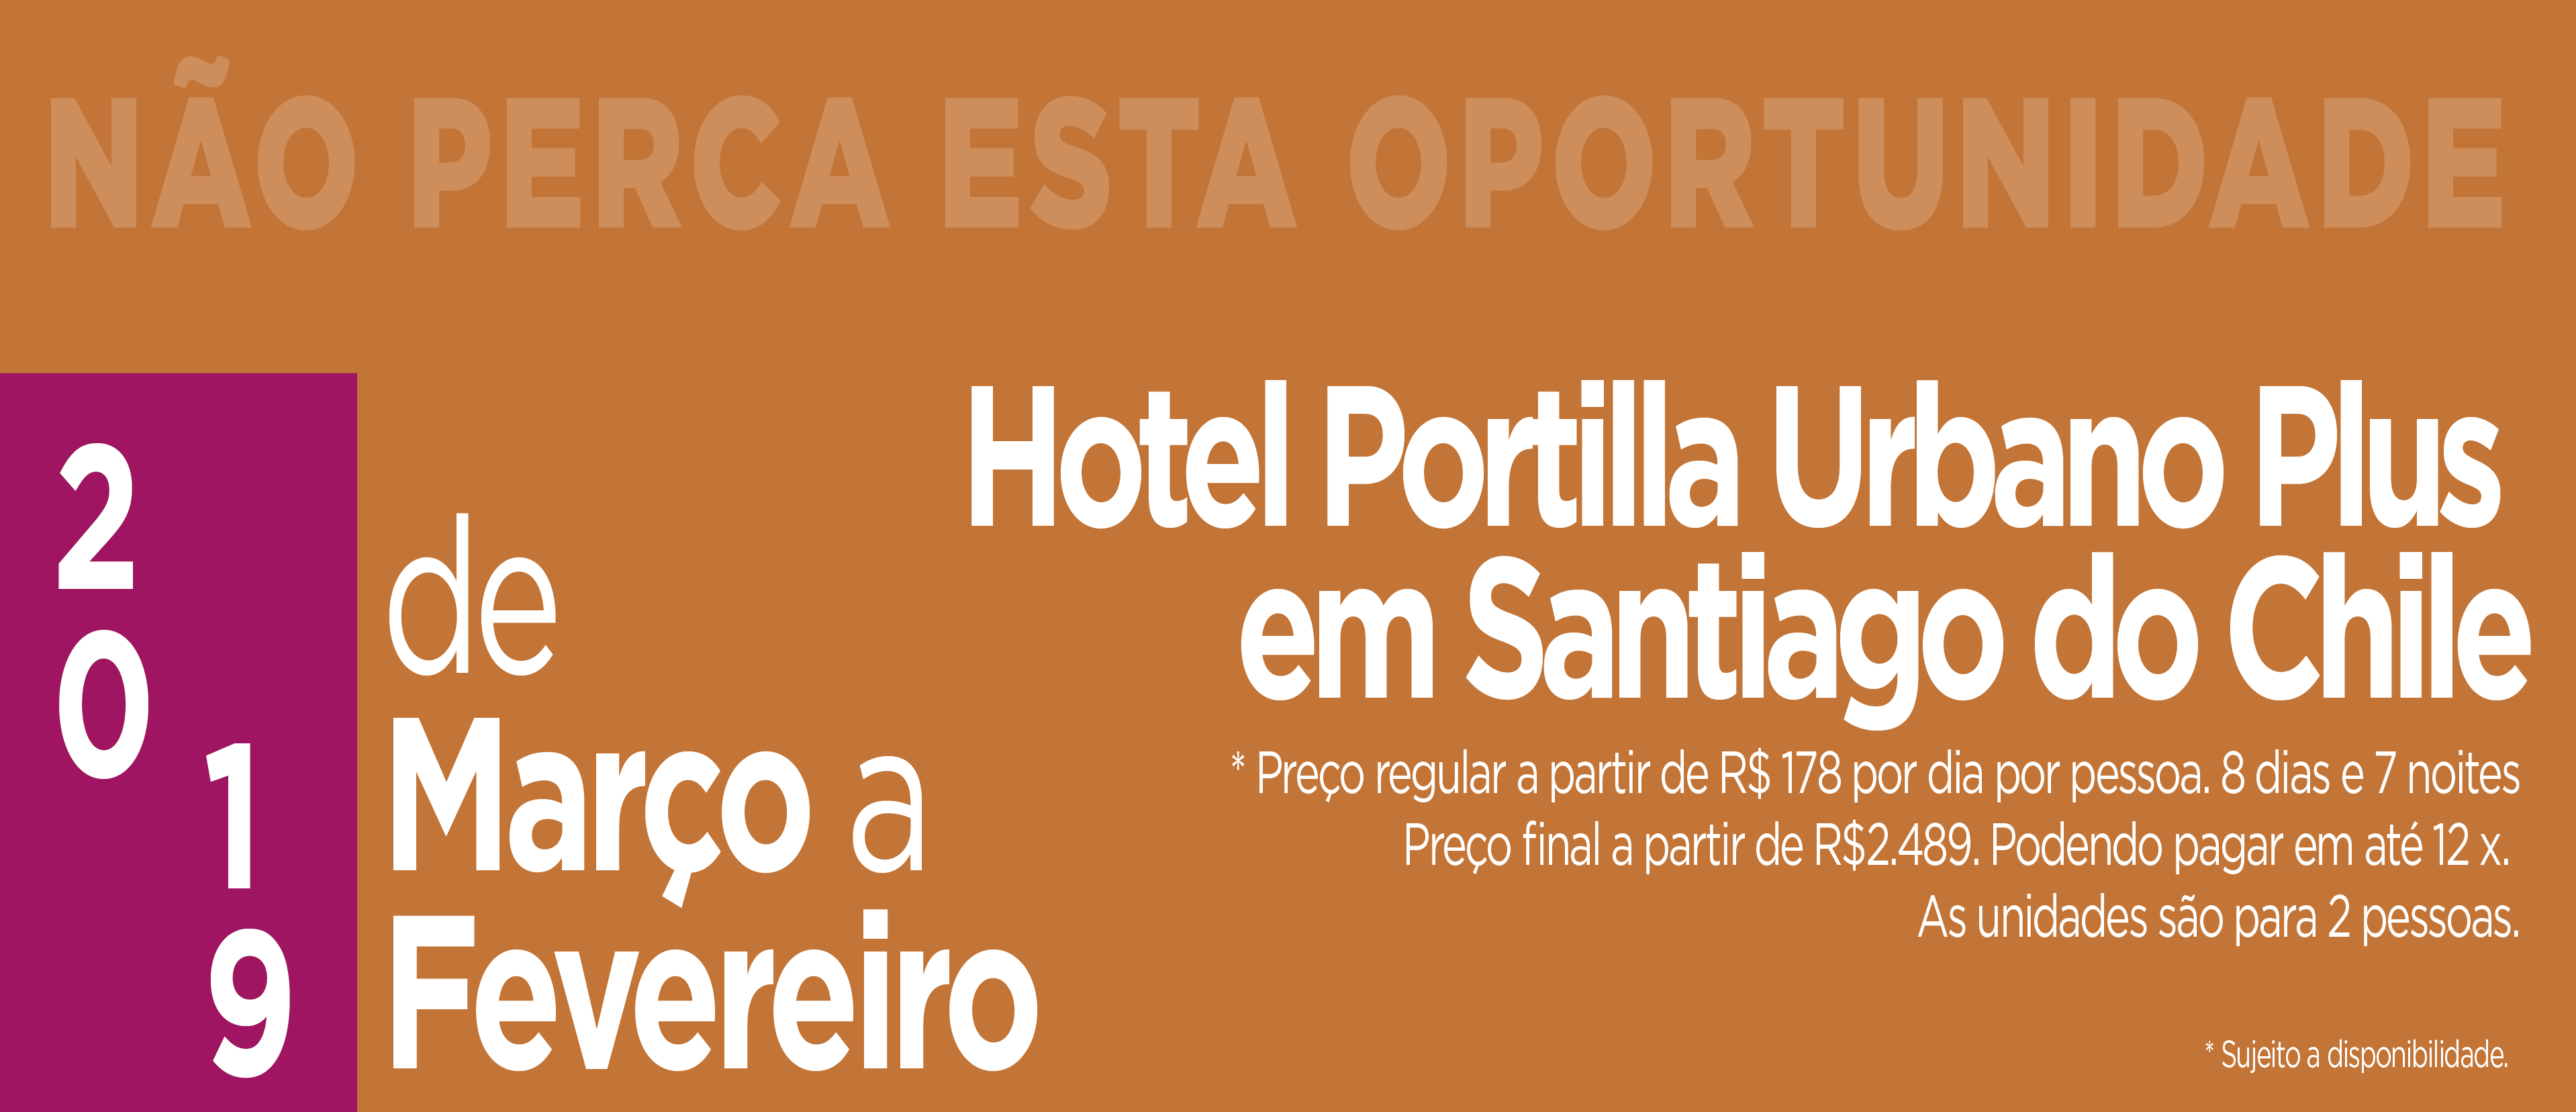 NÃO PERCA ESTA OPORTUNIDADE
2
0
1
9
de
Março a
Fevereiro
Hotel Portilla Urbano Plus
em Santiago do Chile
* Preço regular a partir de R$ 178 por dia por pessoa. 8 dias e 7 noites
Preço final a partir de R$2.489. Podendo pagar em até 12 x.
As unidades são para 2 pessoas.
* Sujeito a disponibilidade.